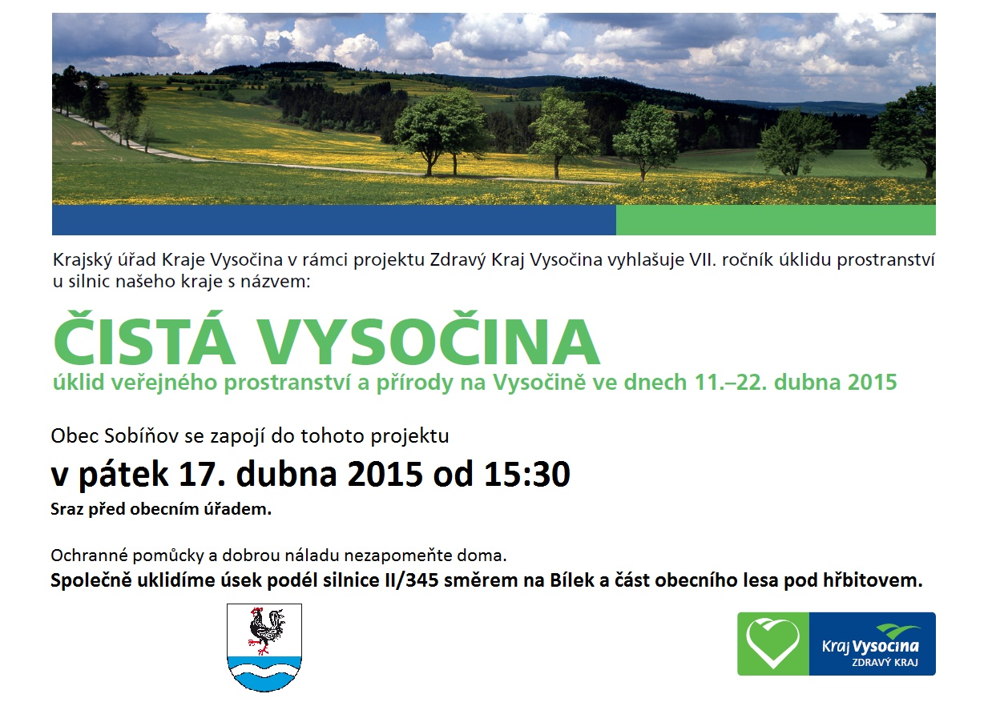 Krajský úřad Kraje Vysočina v rámci projektu Zdravý Kraj Vysočina vyhlašuje VII. ročník úklidu prostranství
u silnic našeho kraje s názvem:
ČISTÁ VYSOČINA
úklid veřejného prostranství a přírody na Vysočině ve dnech 11.–22. dubna 2015
Obec Sobíňov se zapojí do tohoto projektu
v pátek 17. dubna 2015 od 15:30
Sraz před obecním úřadem.
Ochranné pomůcky a dobrou náladu nezapomeňte doma.
Společně uklidíme úsek podél silnice II/345 směrem na Bílek a část obecního lesa pod hřbitovem.
Kraj Vysočina
ZDRAVÝ KRAJ